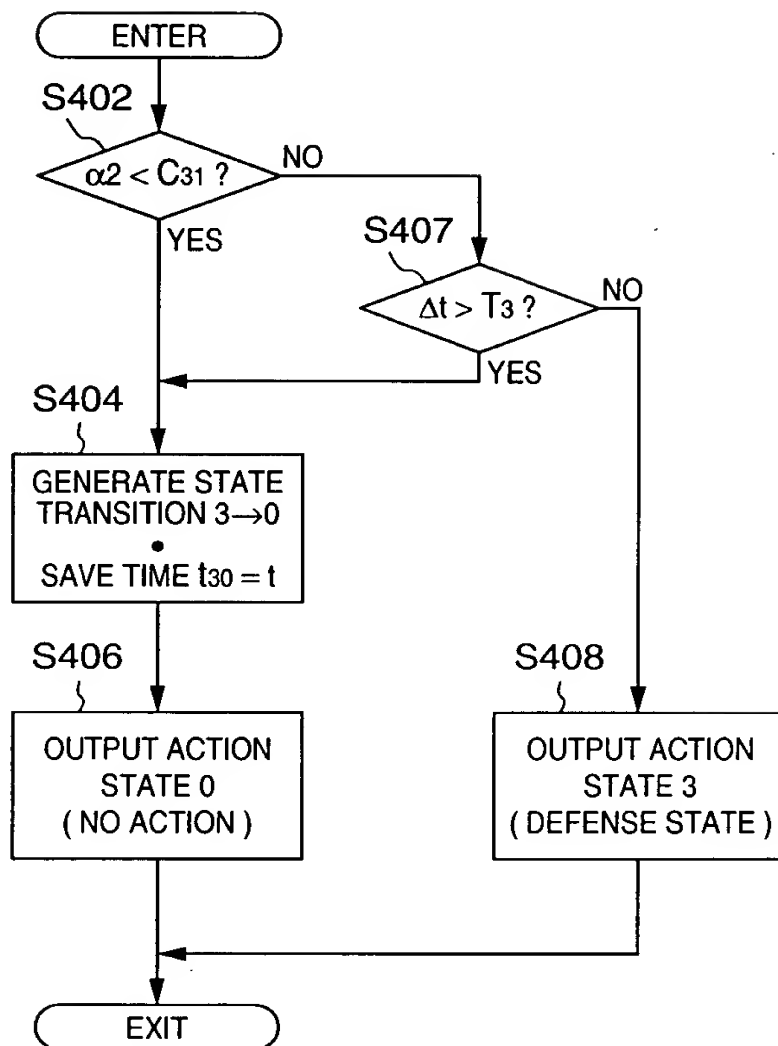 ENTER
S402
α2 < C31 ?
NO
YES
S407
Δt > T3 ?
NO
YES
S404
GENERATE STATE
TRANSITION 3→0
•
SAVE TIME t30 = t
S406
OUTPUT ACTION
STATE 0
( NO ACTION )
S408
OUTPUT ACTION
STATE 3
( DEFENSE STATE )
EXIT